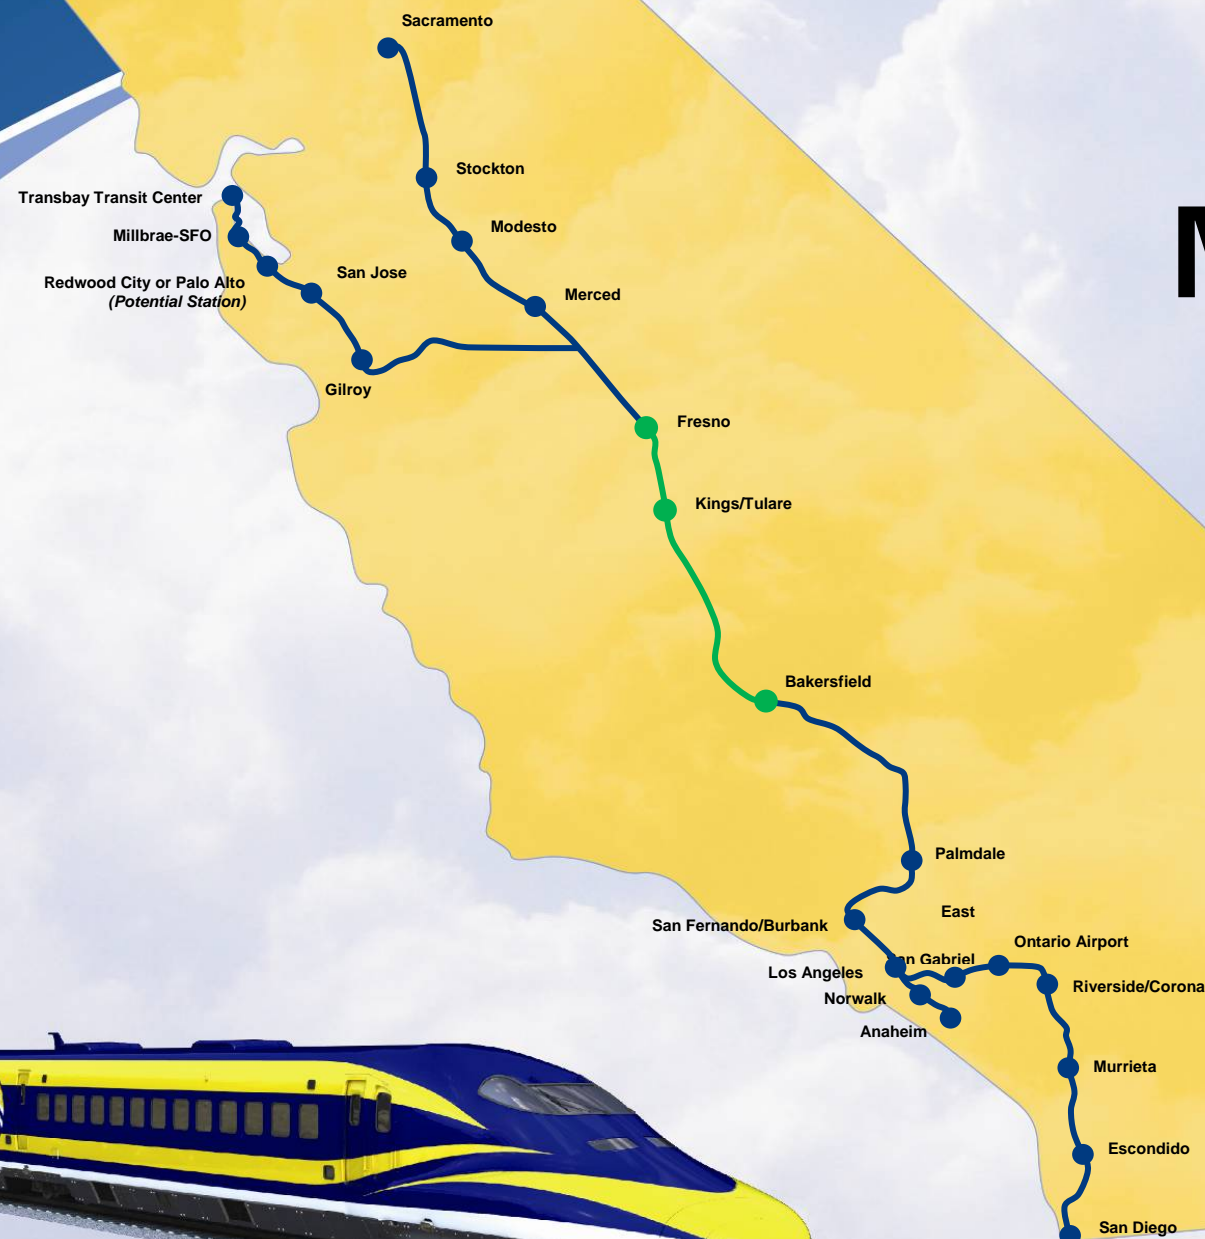 Sacramento
Stockton
Transbay Transit Center
Modesto
Millbrae-SFO
San Jose
Redwood City or Palo Alto
(Potential Station)
Merced
Gilroy
Fresno
Kings/Tulare
Bakersfield
Palmdale
East
San Fernando/Burbank
Ontario Airport
Gabriel
Los Angeles
Riverside/Corona
Norwalk
Anaheim
Murrieta
Escondido
San Diego